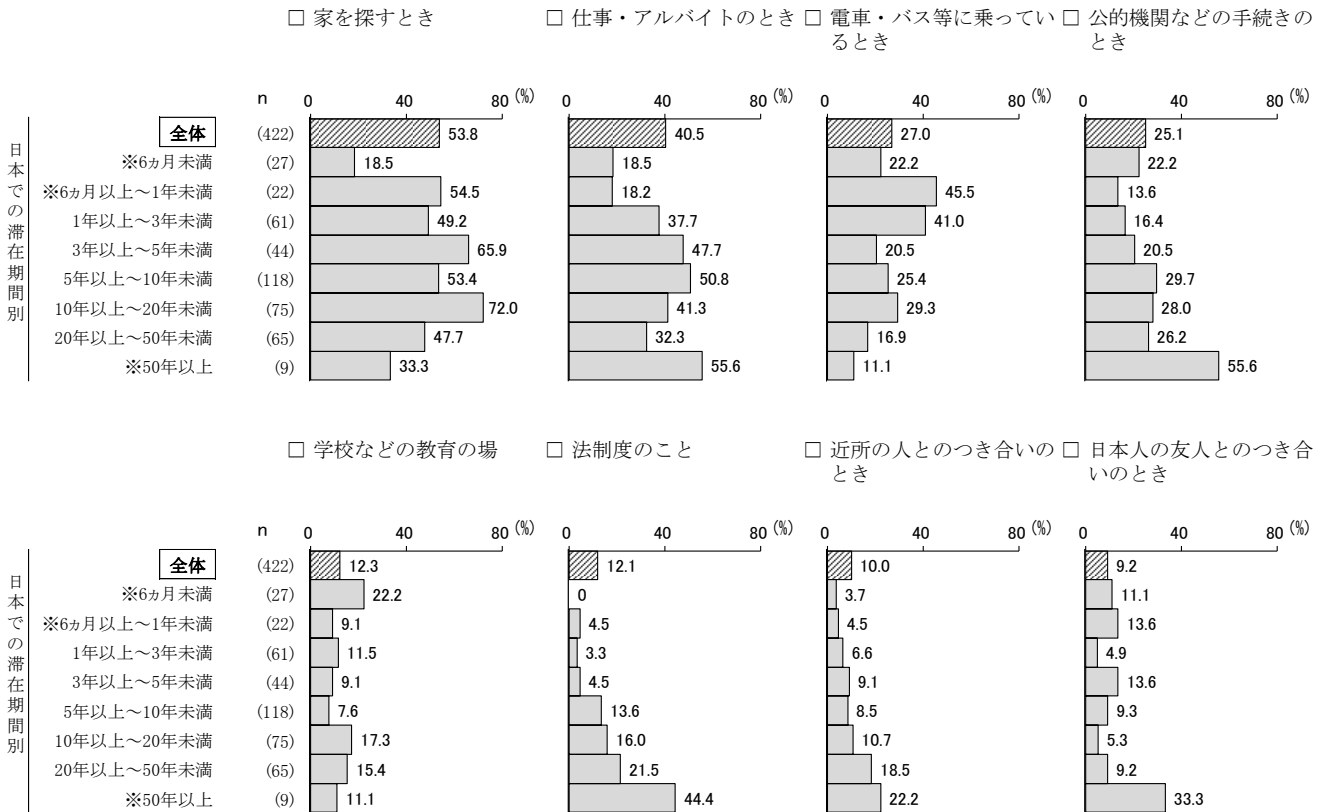 □ 家を探すとき □ 仕事・アルバイトのとき □ 電車・バス等に乗ってい □ 公的機関などの手続きの
るとき とき
n 0 40 80 (%) 0 40 80 (%) 0 40 80 (%) 0 40 80 (%)
日本での滞在期間別
全体 (422) 53.8 40.5 27.0 25.1
※6ヵ月未満 (27) 18.5 18.5 22.2 22.2
※6ヵ月以上～1年未満 (22) 54.5 18.2 45.5 13.6
1年以上～3年未満 (61) 49.2 37.7 41.0 16.4
3年以上～5年未満 (44) 65.9 47.7 20.5 20.5
5年以上～10年未満 (118) 53.4 50.8 25.4 29.7
10年以上～20年未満 (75) 72.0 41.3 29.3 28.0
20年以上～50年未満 (65) 47.7 32.3 16.9 26.2
※50年以上 (9) 33.3 55.6 11.1 55.6
□ 学校などの教育の場 □ 法制度のこと □ 近所の人とのつき合いの □ 日本人の友人とのつき合
とき いのとき
n 0 40 80 (%) 0 40 80 (%) 0 40 80 (%) 0 40 80 (%)
日本での滞在期間別
全体 (422) 12.3 12.1 10.0 9.2
※6ヵ月未満 (27) 22.2 0 3.7 11.1
※6ヵ月以上～1年未満 (22) 9.1 4.5 4.5 13.6
1年以上～3年未満 (61) 11.5 3.3 6.6 4.9
3年以上～5年未満 (44) 9.1 4.5 9.1 13.6
5年以上～10年未満 (118) 7.6 13.6 8.5 9.3
10年以上～20年未満 (75) 17.3 16.0 10.7 5.3
20年以上～50年未満 (65) 15.4 21.5 18.5 9.2
※50年以上 (9) 11.1 44.4 22.2 33.3